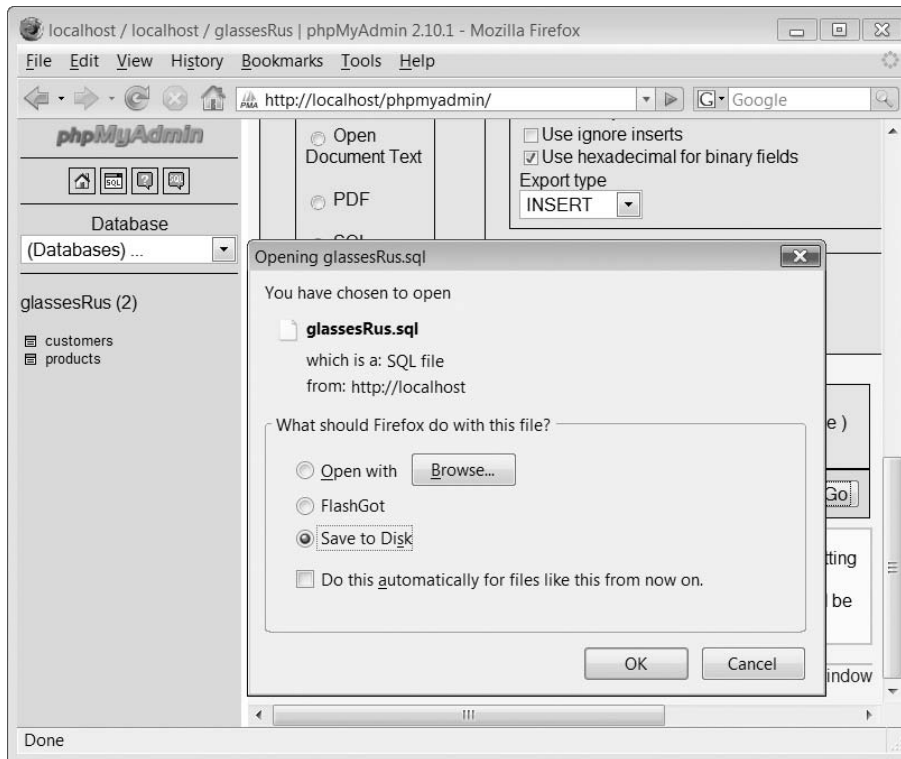 localhost / localhost / glassesRus | phpMyAdmin 2.10.1 - Mozilla Firefox
File Edit View History Bookmarks Tools Help
PMA http://localhost/phpmyadmin/
G Google
phpMyAdmin
SQL
Database
(Databases) ...
glassesRus (2)
customers
products
Open
Document Text
PDF
SQL
Use ignore inserts
Use hexadecimal for binary fields
Export type
INSERT
Opening glassesRus.sql
You have chosen to open
glassesRus.sql
which is a: SQL file
from: http://localhost
What should Firefox do with this file?
Open with Browse...
FlashGot
Save to Disk
Do this automatically for files like this from now on.
OK Cancel
e )
Go
tting
be
indow
Done